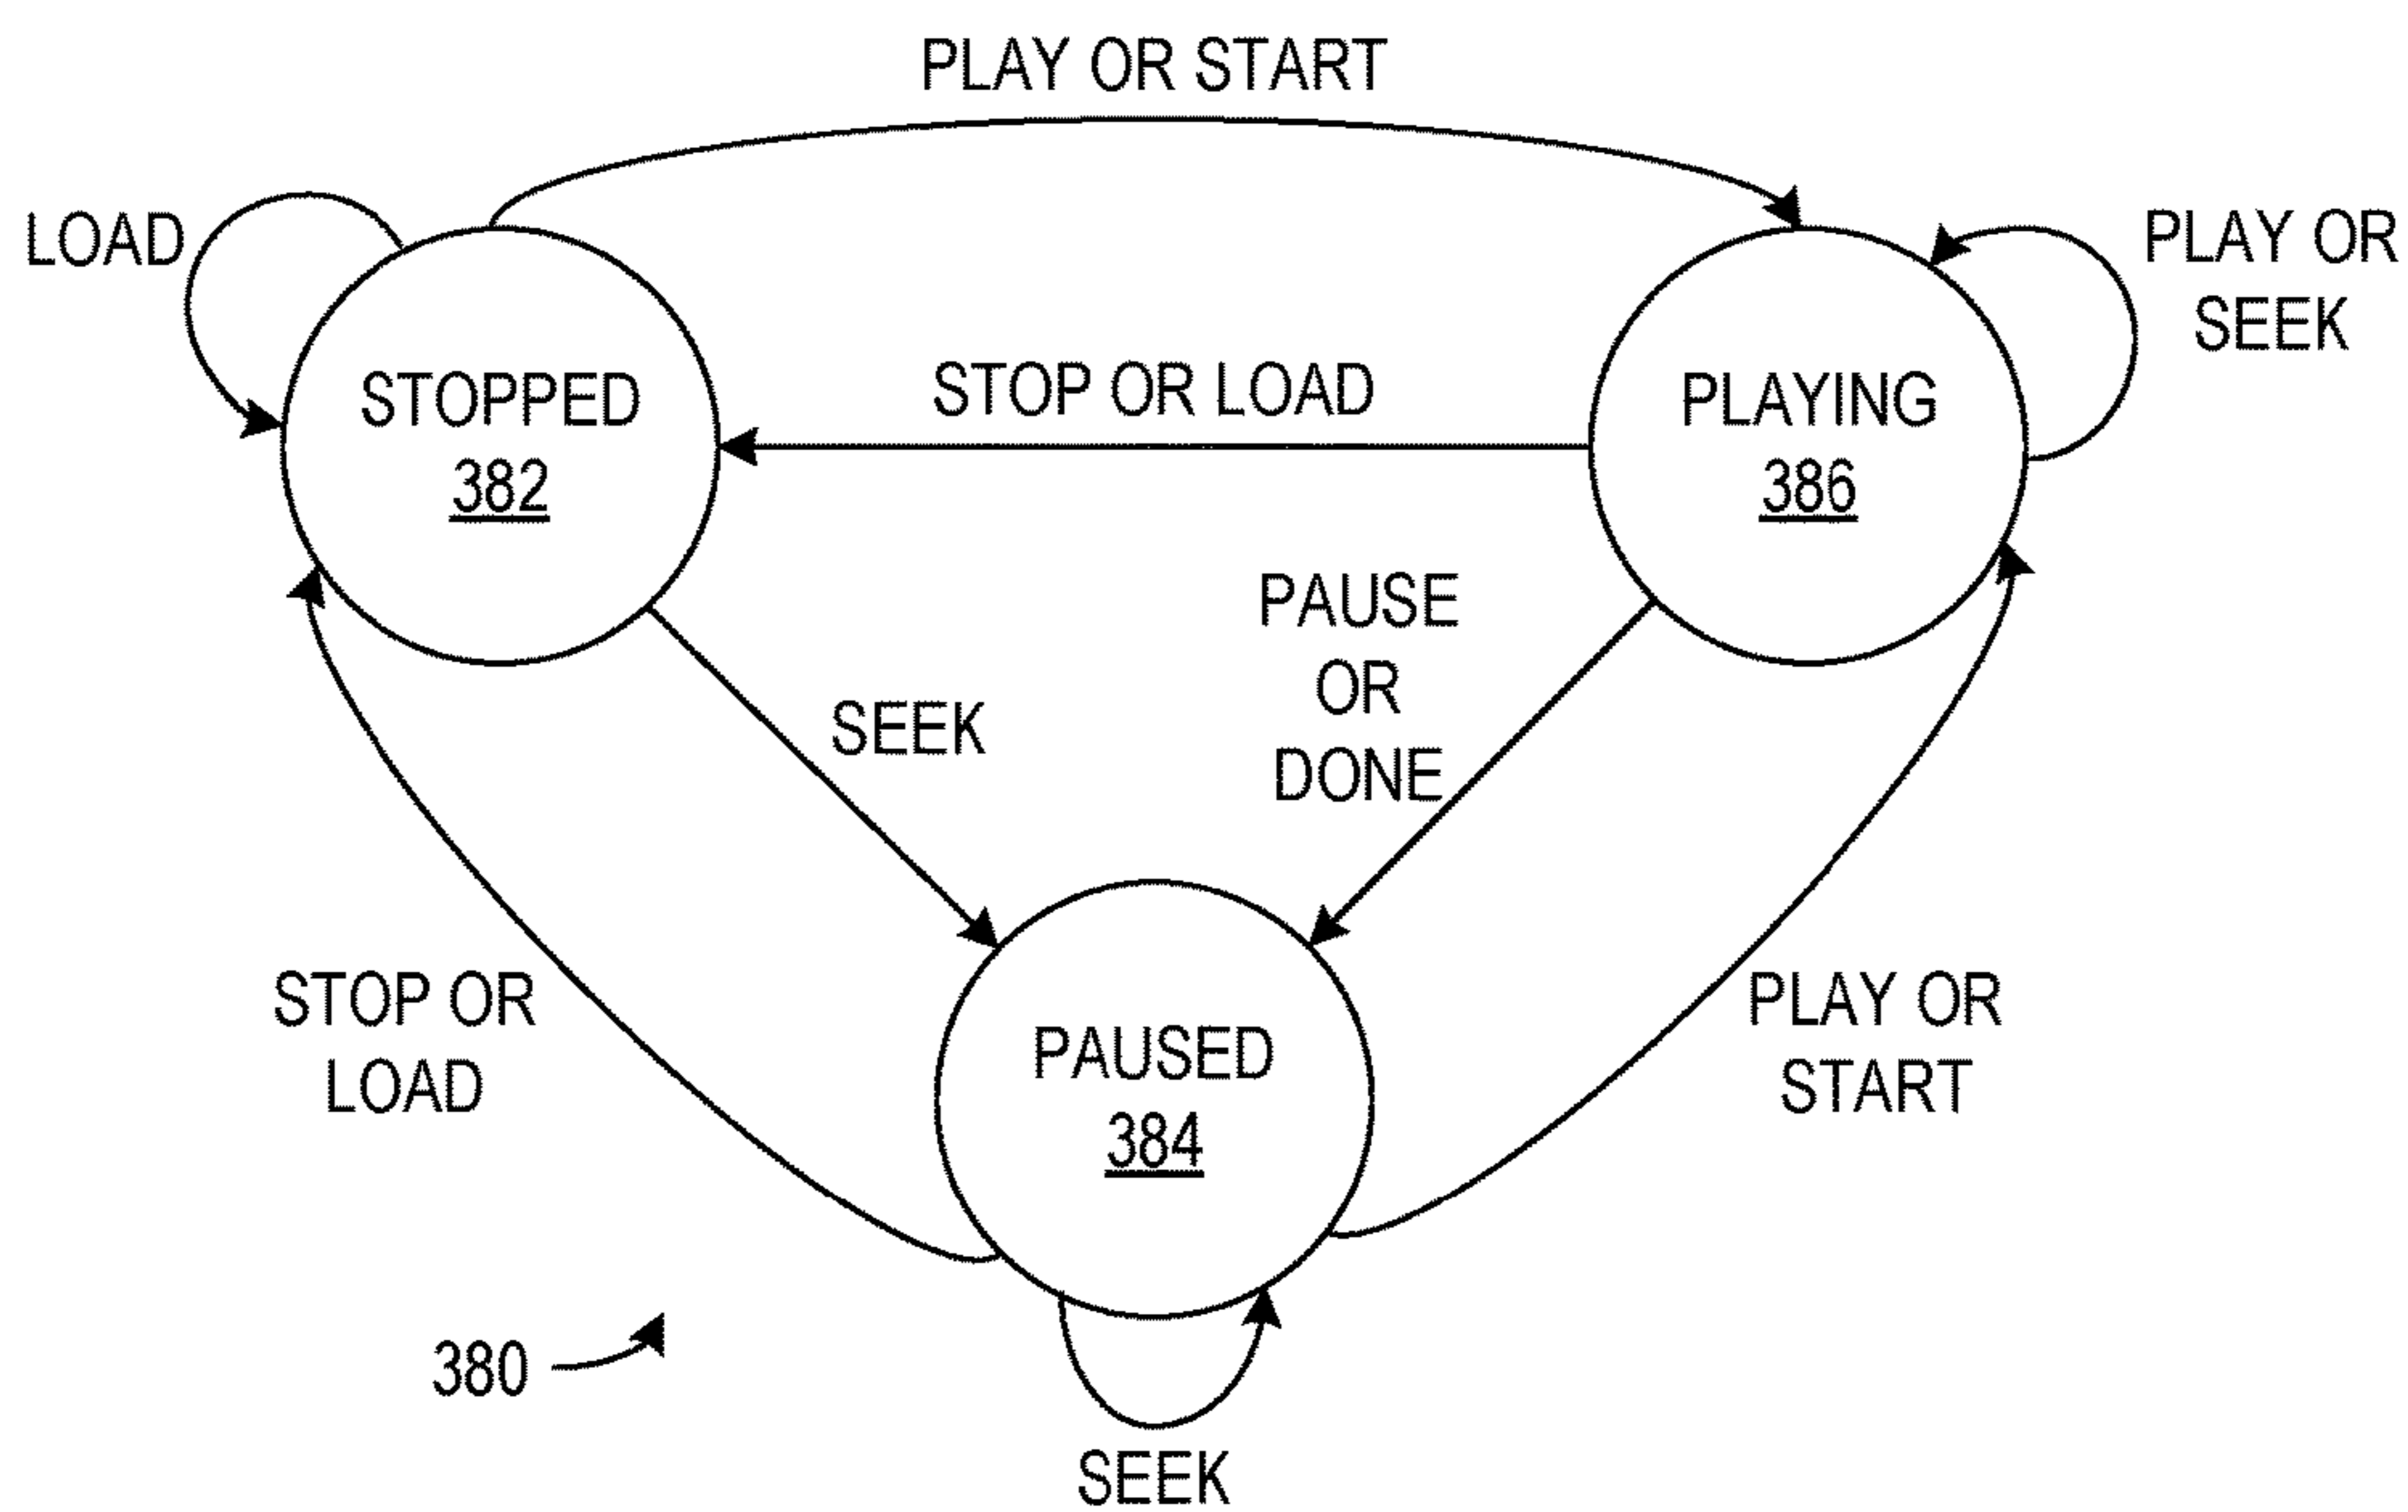 PLAY OR START
LOAD
PLAY OR
SEEK
STOPPED
382
STOP OR LOAD
PLAYING
386
PAUSE
OR
DONE
SEEK
STOP OR
LOAD
PAUSED
384
PLAY OR
START
380
SEEK